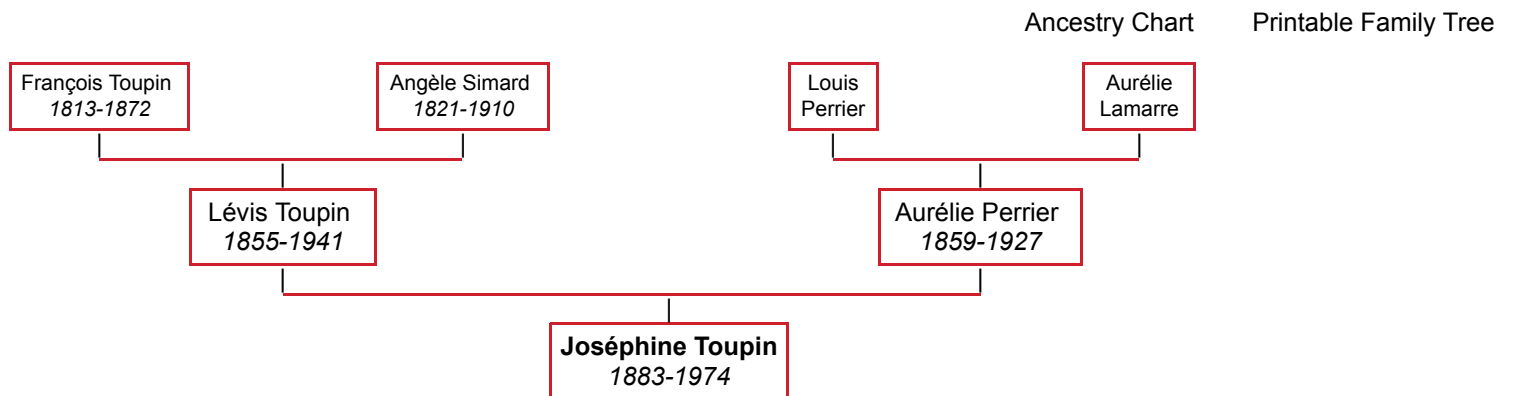 Ancestry Chart
Printable Family Tree
François Toupin
1813-1872
Angèle Simard
1821-1910
Louis
Perrier
Aurélie
Lamarre
Lévis Toupin
1855-1941
Aurélie Perrier
1859-1927
Joséphine Toupin
1883-1974